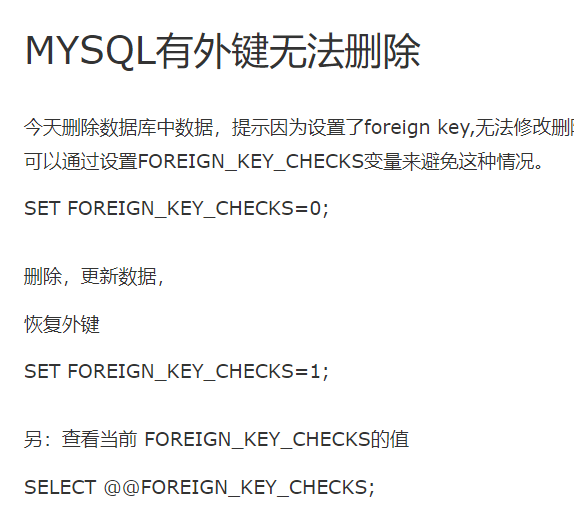 MYSQL有外键无法删除
今天删除数据库中数据，提示因为设置了foreign key,无法修改删
可以通过设置FOREIGN_KEY_CHECKS变量来避免这种情况。
SET FOREIGN_KEY_CHECKS=0;
删除，更新数据，
恢复外键
SET FOREIGN_KEY_CHECKS=1;
另：查看当前 FOREIGN_KEY_CHECKS的值
SELECT @@FOREIGN_KEY_CHECKS;